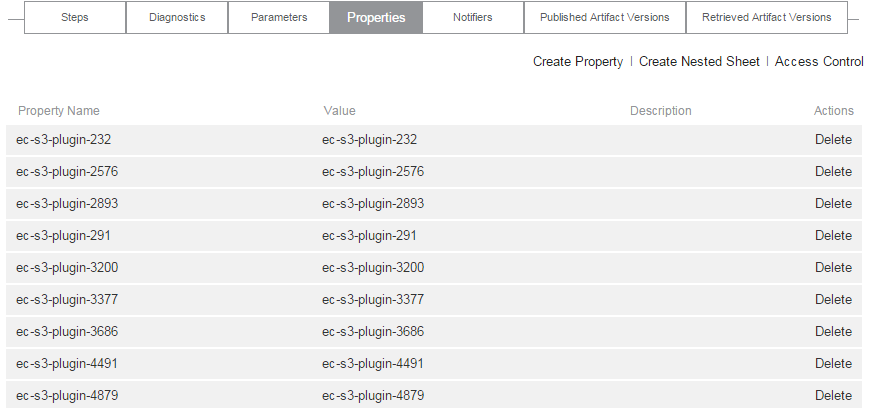 Steps Diagnostics Parameters Properties Notifiers Published Artifact Versions Retrieved Artifact Versions
Create Property | Create Nested Sheet | Access Control
Property Name Value Description Actions
ec-s3-plugin-232 ec-s3-plugin-232 Delete
ec-s3-plugin-2576 ec-s3-plugin-2576 Delete
ec-s3-plugin-2893 ec-s3-plugin-2893 Delete
ec-s3-plugin-291 ec-s3-plugin-291 Delete
ec-s3-plugin-3200 ec-s3-plugin-3200 Delete
ec-s3-plugin-3377 ec-s3-plugin-3377 Delete
ec-s3-plugin-3686 ec-s3-plugin-3686 Delete
ec-s3-plugin-4491 ec-s3-plugin-4491 Delete
ec-s3-plugin-4879 ec-s3-plugin-4879 Delete